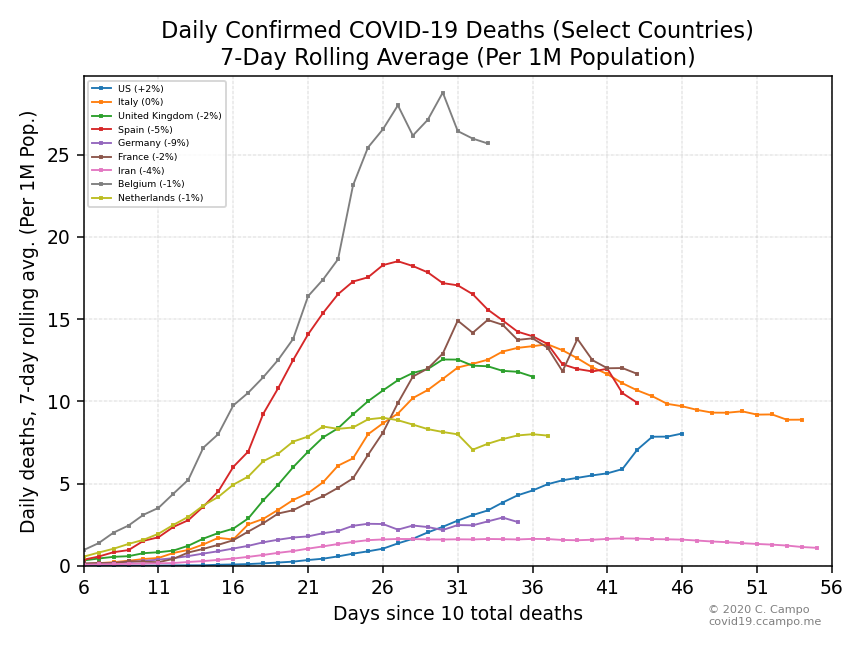 Daily Confirmed COVID-19 Deaths (Select Countries)
7-Day Rolling Average (Per 1M Population)
Daily deaths, 7-day rolling avg. (Per 1M Pop.)
US (+2%)
Italy (0%)
United Kingdom (-2%)
Spain (-5%)
Germany (-9%)
France (-2%)
Iran (-4%)
Belgium (-1%)
Netherlands (-1%)
25
20
15
10
5
0
6 11 16 21 26 31 36 41 46 51 56
Days since 10 total deaths
© 2020 C. Campo
covid19.ccampo.me